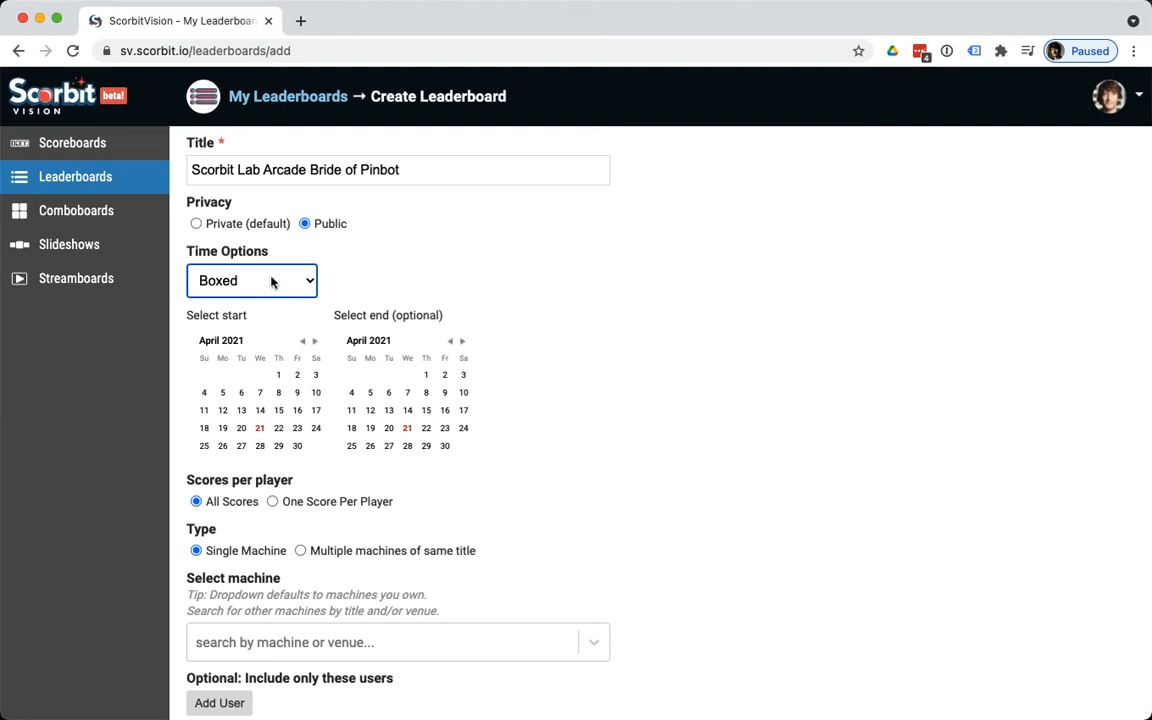 ScorbitVision - My Leaderboar
sv.scorbit.io/leaderboards/add
4
Paused
Scorbit beta!
VISION
My Leaderboards → Create Leaderboard
Scoreboards
Leaderboards
Comboboards
Slideshows
Streamboards
Title *
Scorbit Lab Arcade Bride of Pinbot
Privacy
Private (default) Public
Time Options
Boxed
Select start Select end (optional)
April 2021 April 2021
Su Mo Tu We Th Fr Sa Su Mo Tu We Th Fr Sa
1 2 3 1 2 3
4 5 6 7 8 9 10 4 5 6 7 8 9 10
11 12 13 14 15 16 17 11 12 13 14 15 16 17
18 19 20 21 22 23 24 18 19 20 21 22 23 24
25 26 27 28 29 30 25 26 27 28 29 30
Scores per player
All Scores One Score Per Player
Type
Single Machine Multiple machines of same title
Select machine
Tip: Dropdown defaults to machines you own.
Search for other machines by title and/or venue.
search by machine or venue...
Optional: Include only these users
Add User